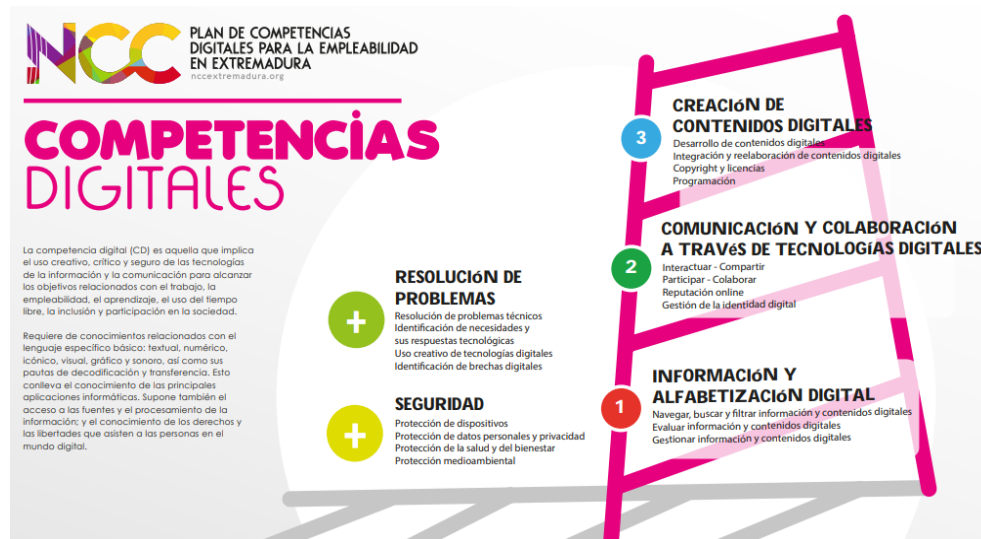 NCC
PLAN DE COMPETENCIAS
DIGITALES PARA LA EMPLEABILIDAD
EN EXTREMADURA
nccextremadura.org
COMPETENCIAS
DIGITALES
La competencia digital (CD) es aquella que implica
el uso creativo, crítico y seguro de las tecnologías
de la información y la comunicación para alcanzar
los objetivos relacionados con el trabajo, la
empleabilidad, el aprendizaje, el uso del tiempo
libre, la inclusión y participación en la sociedad.
Requiere de conocimientos relacionados con el
lenguaje específico básico: textual, numérico,
icónico, visual, gráfico y sonoro, así como sus
pautas de decodificación y transferencia. Esto
conlleva el conocimiento de las principales
aplicaciones informáticas. Supone también el
acceso a las fuentes y el procesamiento de la
información; y el conocimiento de los derechos y
las libertades que asisten a las personas en el
mundo digital.
+
RESOLUCIÓN DE
PROBLEMAS
Resolución de problemas técnicos
Identificación de necesidades y
sus respuestas tecnológicas
Uso creativo de tecnologías digitales
Identificación de brechas digitales
+
SEGURIDAD
Protección de dispositivos
Protección de datos personales y privacidad
Protección de la salud y del bienestar
Protección medioambiental
3
CREACIÓN DE
CONTENIDOS DIGITALES
Desarrollo de contenidos digitales
Integración y reelaboración de contenidos digitales
Copyright y licencias
Programación
2
COMUNICACIÓN Y COLABORACIÓN
A TRAVÉS DE TECNOLOGÍAS DIGITALES
Interactuar - Compartir
Participar - Colaborar
Reputación online
Gestión de la identidad digital
1
INFORMACIÓN Y
ALFABETIZACIÓN DIGITAL
Navegar, buscar y filtrar información y contenidos digitales
Evaluar información y contenidos digitales
Gestionar información y contenidos digitales